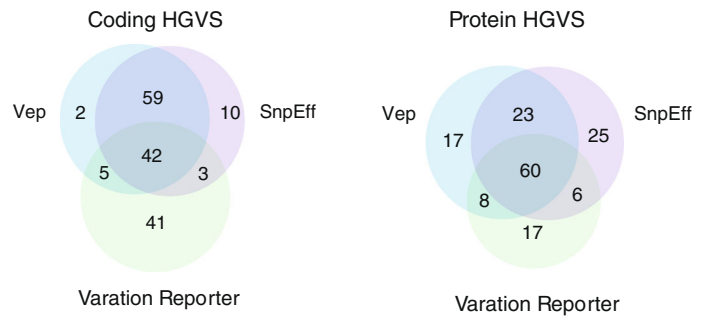 Coding HGVS
Vep
2
59
10
SnpEff
42
5
3
41
Varation Reporter
Protein HGVS
Vep
17
23
25
SnpEff
60
8
6
17
Varation Reporter